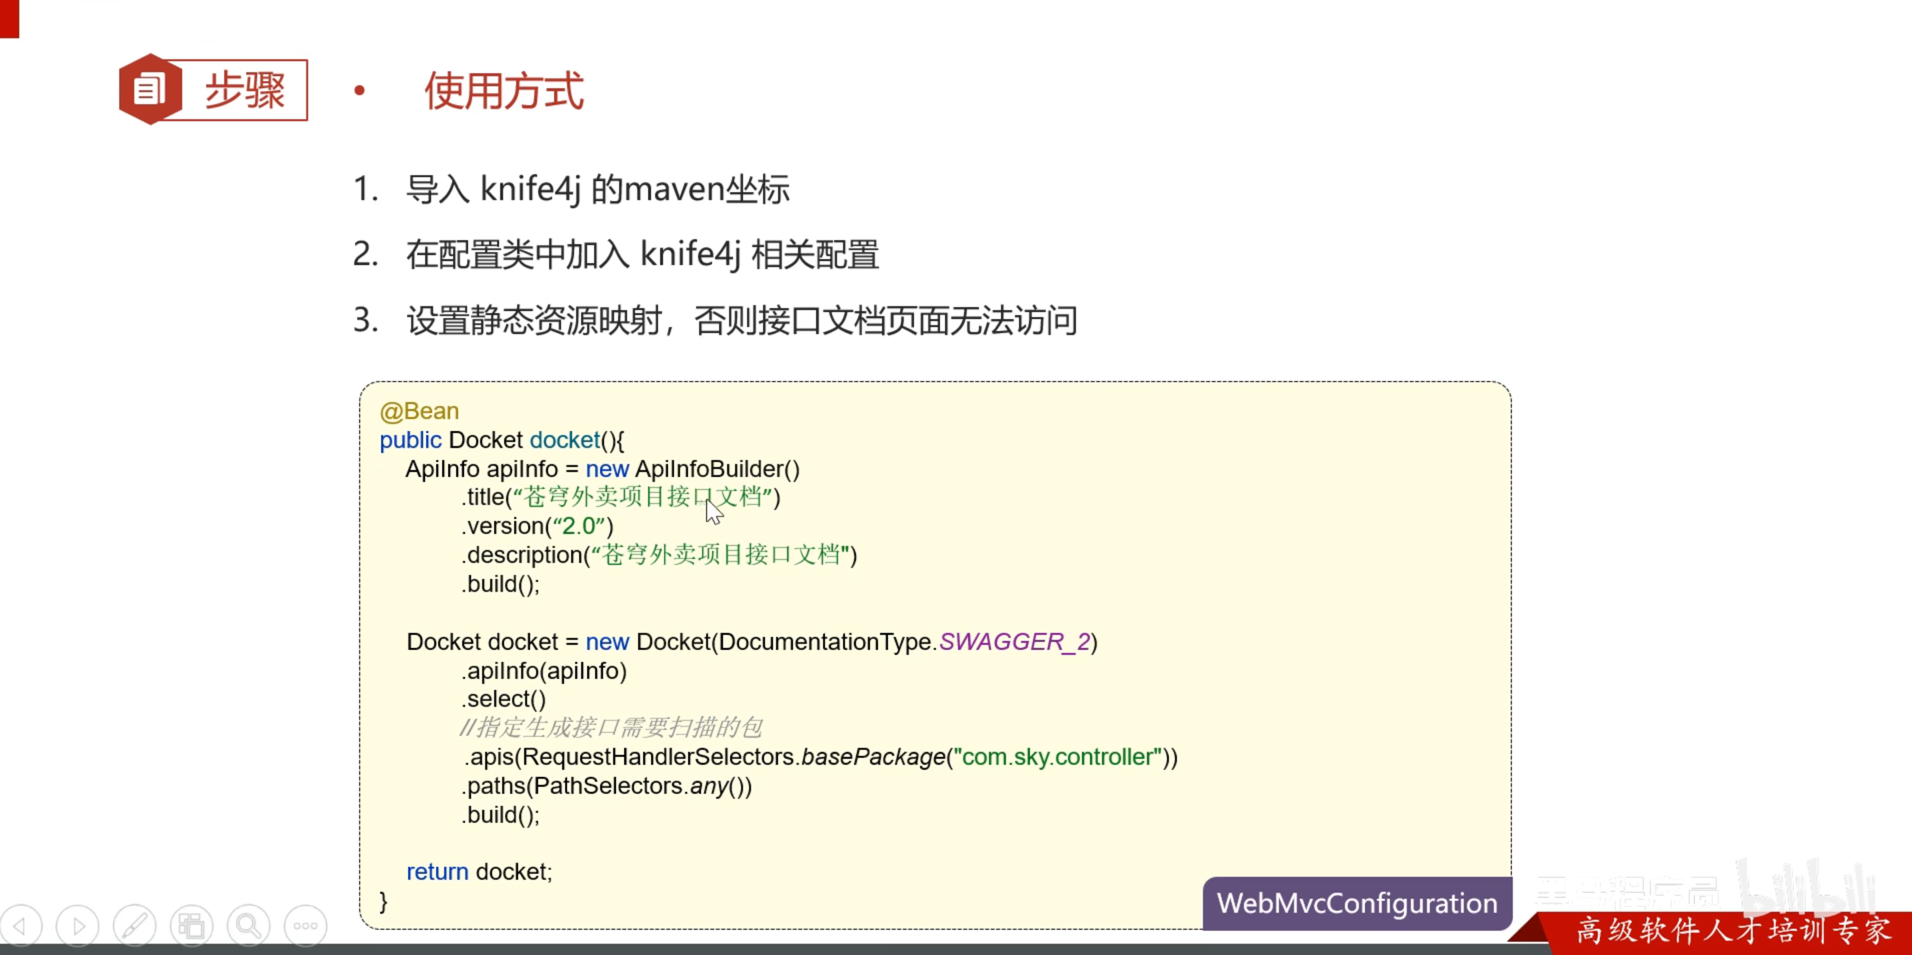 步骤
• 使用方式
1. 导入 knife4j 的maven坐标
2. 在配置类中加入 knife4j 相关配置
3. 设置静态资源映射，否则接口文档页面无法访问
@Bean
public Docket docket(){
ApiInfo apiInfo = new ApiInfoBuilder()
.title(“苍穹外卖项目接口文档”)
.version(“2.0”)
.description(“苍穹外卖项目接口文档")
.build();
Docket docket = new Docket(DocumentationType.SWAGGER_2)
.apiInfo(apiInfo)
.select()
//指定生成接口需要扫描的包
.apis(RequestHandlerSelectors.basePackage("com.sky.controller"))
.paths(PathSelectors.any())
.build();
return docket;
}
WebMvcConfiguration
黑马程序员 bilibili
高级软件人才培训专家